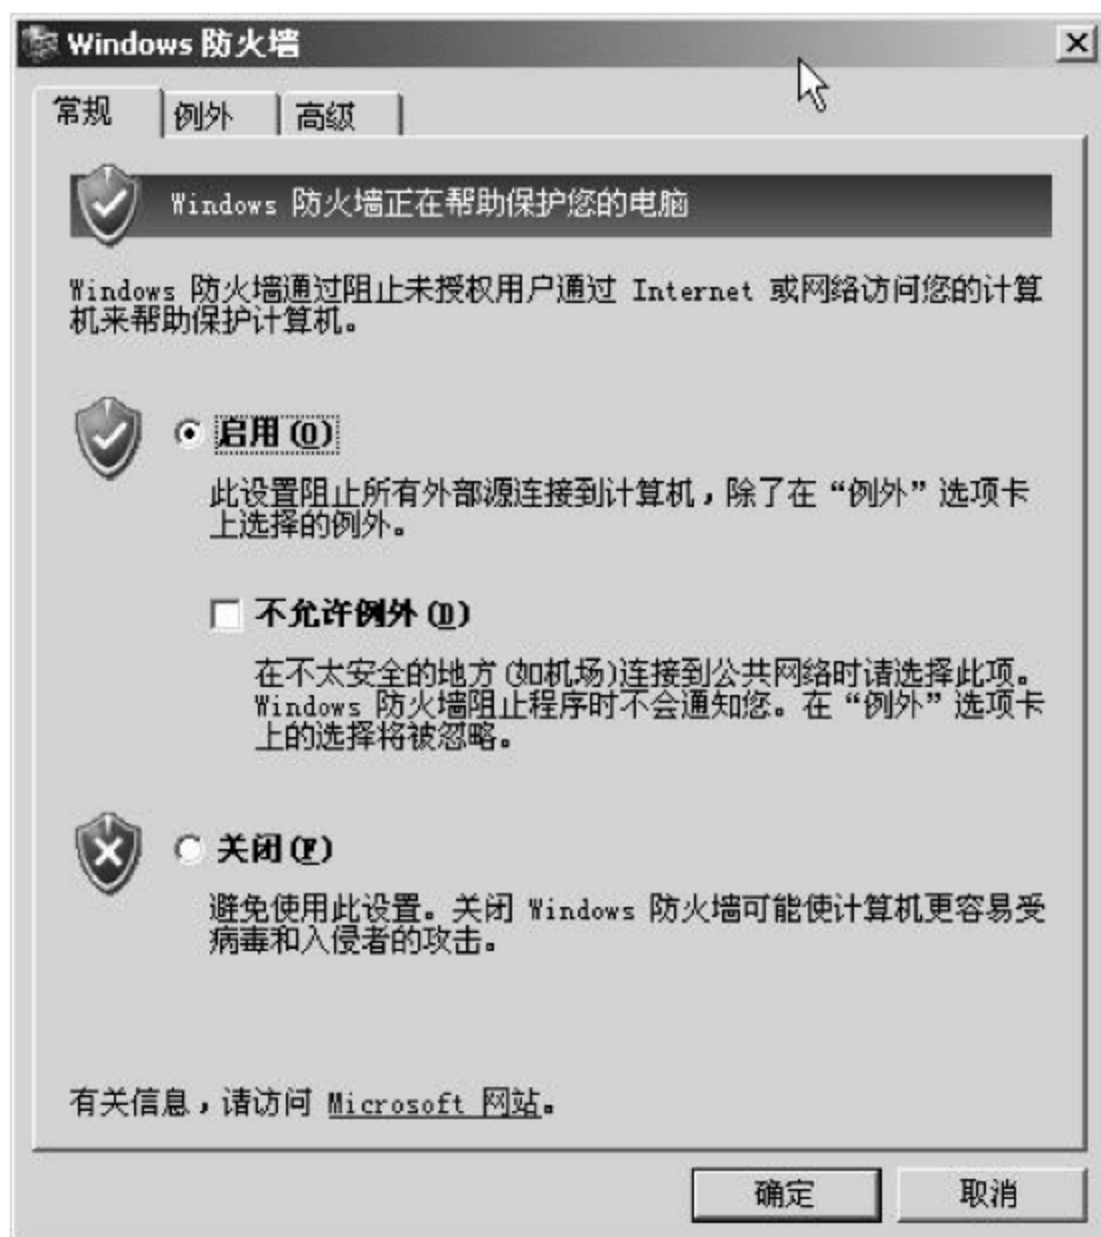 Windows 防火墙
常规 例外 高级
Windows 防火墙正在帮助保护您的电脑
Windows 防火墙通过阻止未授权用户通过 Internet 或网络访问您的计算
机来帮助保护计算机。
启用(O)
此设置阻止所有外部源连接到计算机，除了在“例外”选项卡
上选择的例外。
不允许例外(D)
在不太安全的地方(如机场)连接到公共网络时请选择此项。
Windows 防火墙阻止程序时不会通知您。在“例外”选项卡
上的选择将被忽略。
关闭(F)
避免使用此设置。关闭 Windows 防火墙可能使计算机更容易受
病毒和入侵者的攻击。
有关信息，请访问 Microsoft 网站。
确定 取消